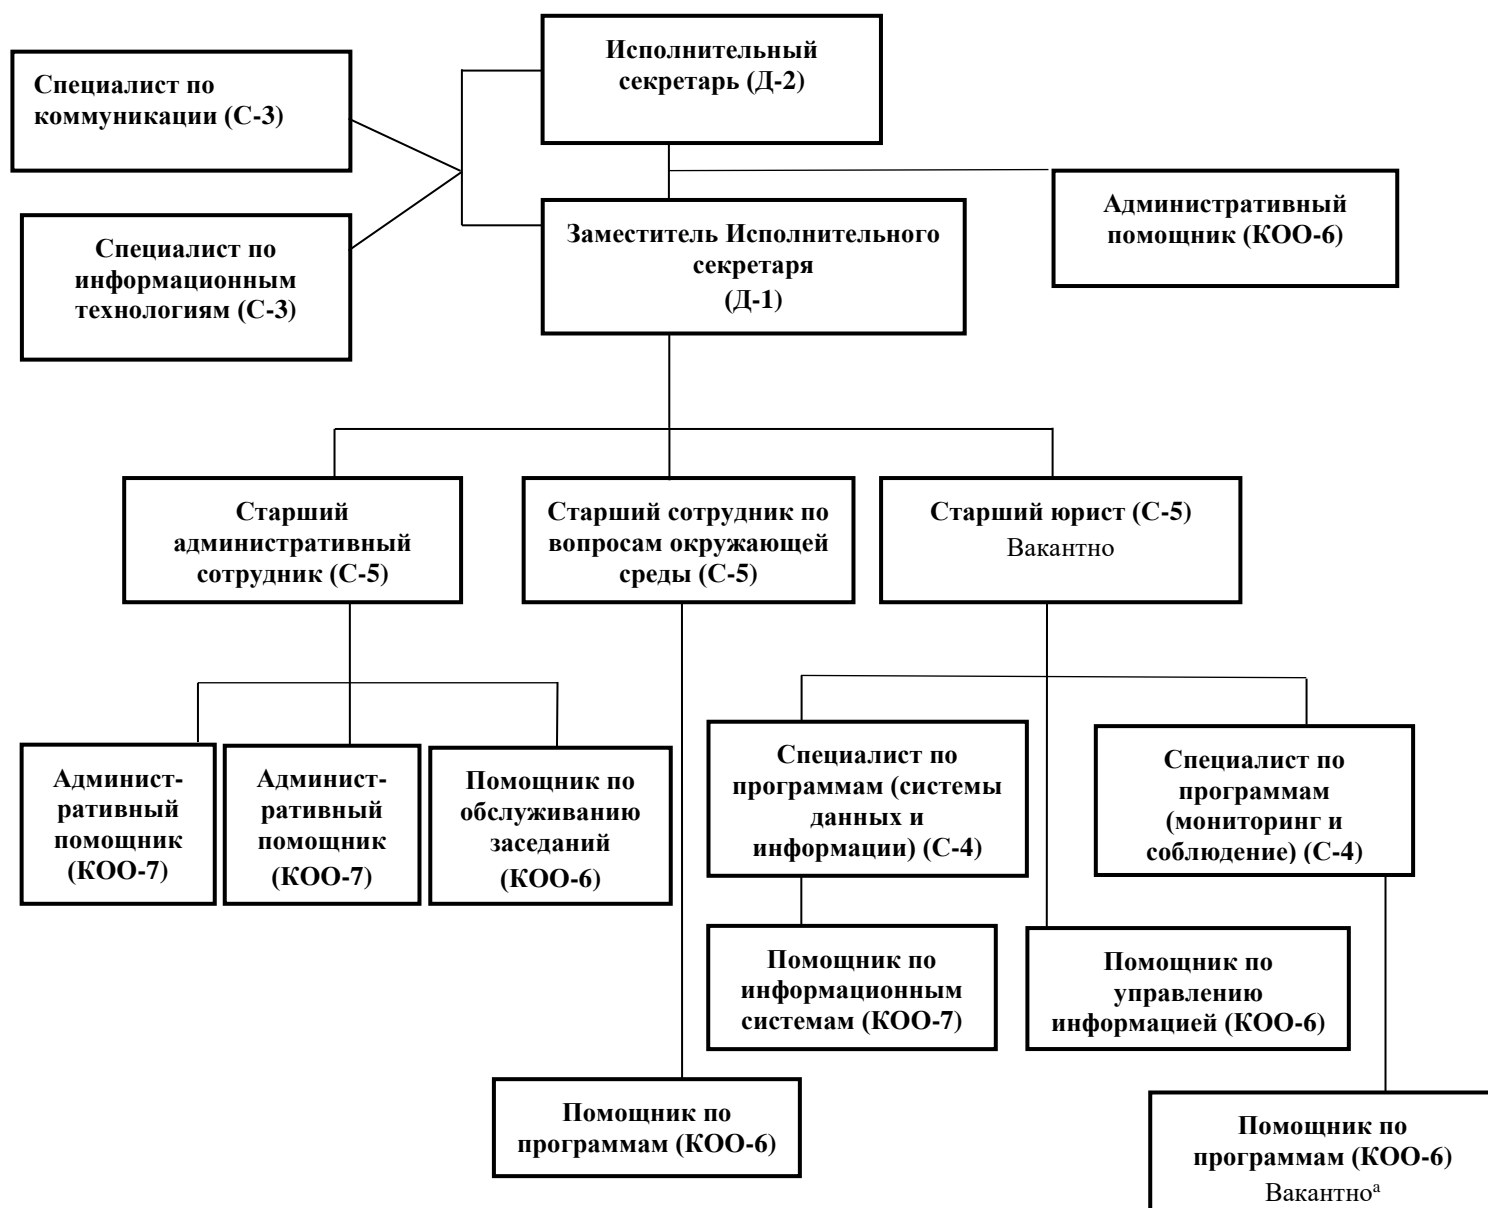 Исполнительный
секретарь (Д-2)
Специалист по
коммуникации (С-3)
Административный
помощник (КОО-6)
Специалист по
информационным
технологиям (С-3)
Заместитель Исполнительного
секретаря
(Д-1)
Старший
административный
сотрудник (С-5)
Старший сотрудник по
вопросам окружающей
среды (С-5)
Старший юрист (С-5)
Вакантно
Админист-
ративный
помощник
(КОО-7)
Админист-
ративный
помощник
(КОО-7)
Помощник по
обслуживанию
заседаний
(КОО-6)
Специалист по
программам (системы
данных и
информации) (С-4)
Специалист по
программам
(мониторинг и
соблюдение) (С-4)
Помощник по
информационным
системам (КОО-7)
Помощник по
управлению
информацией (КОО-6)
Помощник по
программам (КОО-6)
Помощник по
программам (КОО-6)
Вакантноᵃ